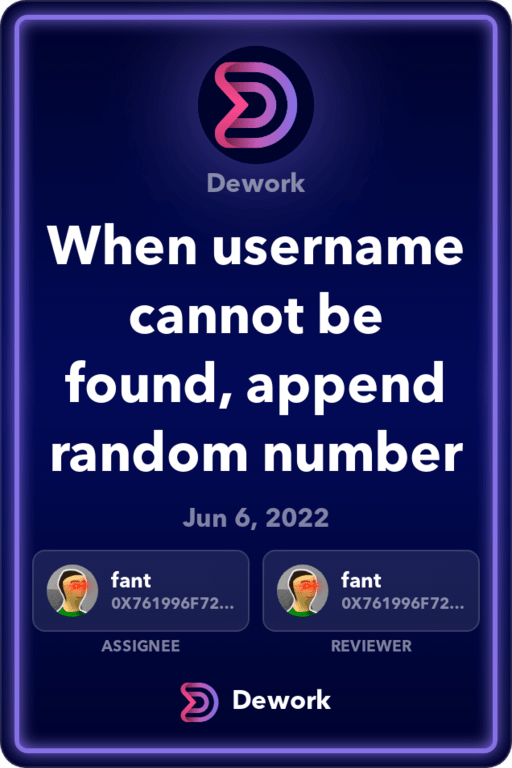 Dework
When username
cannot be
found, append
random number
Jun 6, 2022
fant
0X761996F72...
ASSIGNEE
fant
0X761996F72...
REVIEWER
Dework